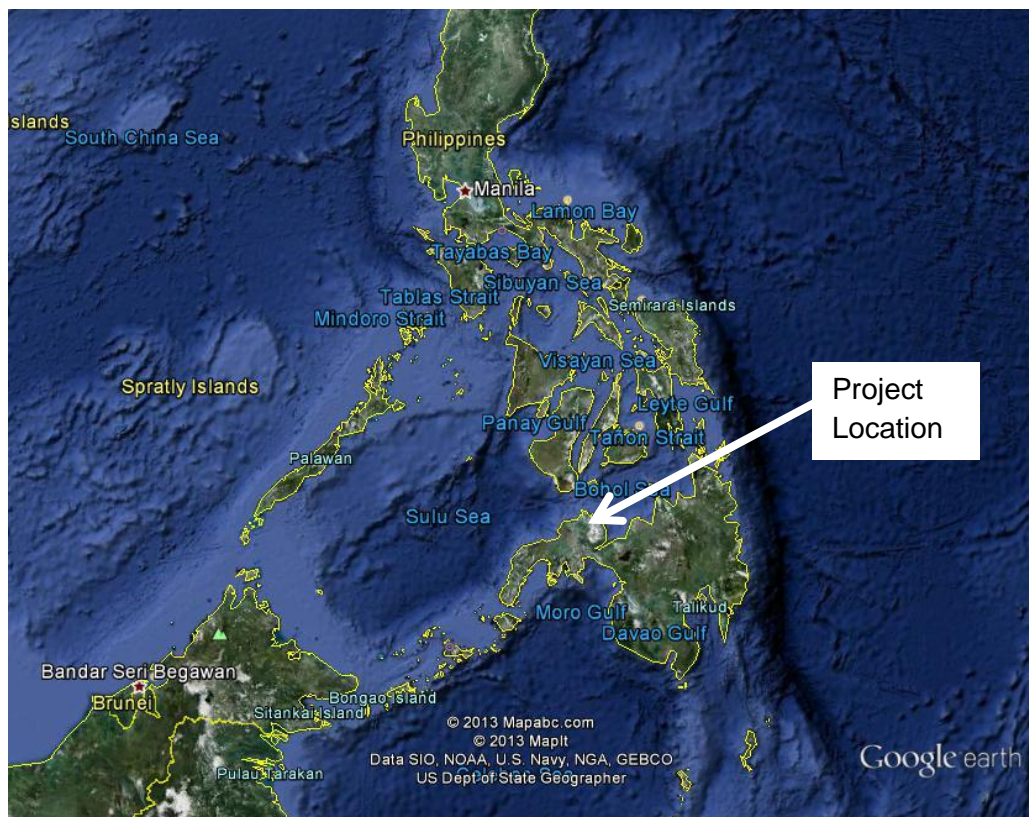 slands
South China Sea
Philippines
Manila
Lamon Bay
Tayabas Bay
Sibuyan Sea
Tablas Strait
Semirara Islands
Mindoro Strait
Visayan Sea
Spratly Islands
Project
Location
Leyte Gulf
Panay Gulf
Tañon Strait
Palawan
Bohol Sea
Sulu Sea
Moro Gulf
Talikud
Davao Gulf
Bandar Seri Begawan
Brunei
Bongao Island
Sitankai Island
© 2013 Mapabc.com
© 2013 MapIt
Data SIO, NOAA, U.S. Navy, NGA, GEBCO
US Dept of State Geographer
Pulau Tarakan
Google earth